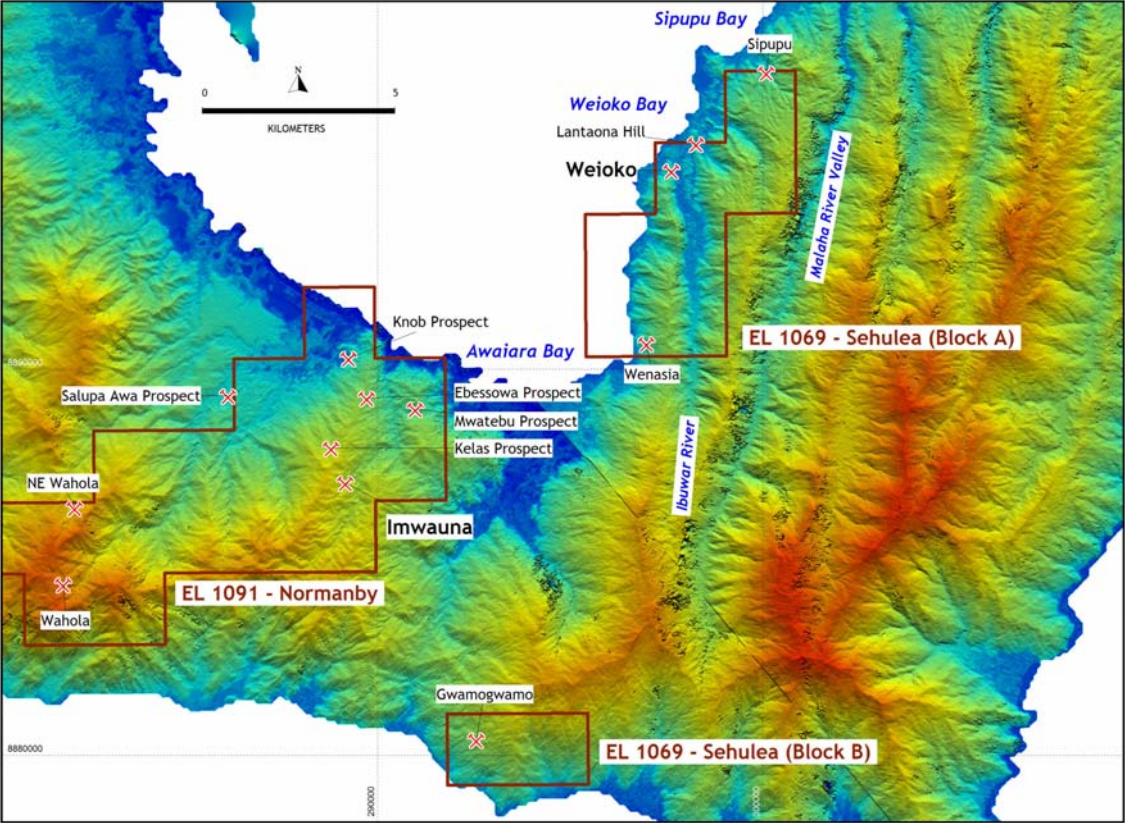 Sipupu Bay
Sipupu
N
0 5
KILOMETERS
Weioko Bay
Lantaona Hill
Weioko
Malaha River Valley
Knob Prospect
EL 1069 - Sehulea (Block A)
Awaiara Bay
8890000
Wenasia
Salupa Awa Prospect
Ebessowa Prospect
Mwatebu Prospect
Kelas Prospect
Ibuwar River
NE Wahola
Imwauna
EL 1091 - Normanby
Wahola
Gwamogwamo
8880000
EL 1069 - Sehulea (Block B)
290000